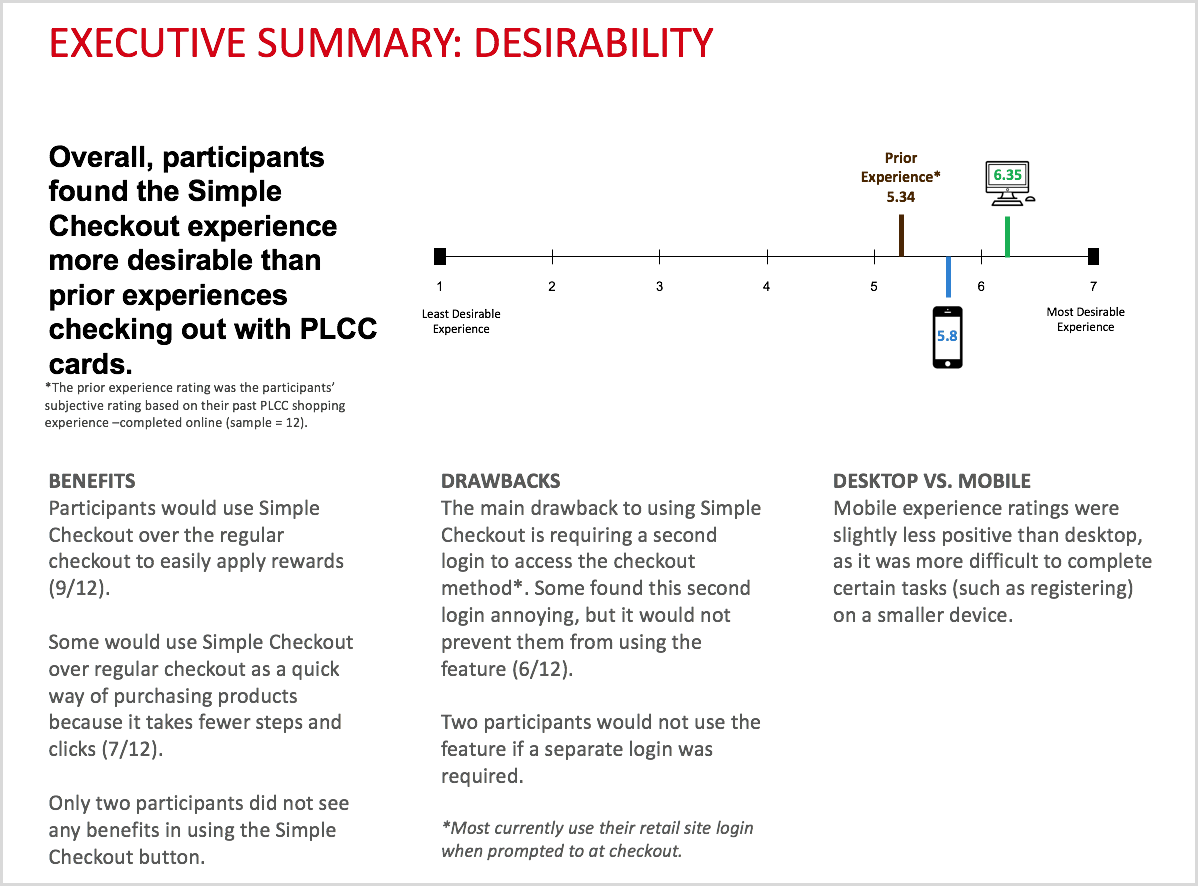 EXECUTIVE SUMMARY: DESIRABILITY
Overall, participants
found the Simple
Checkout experience
more desirable than
prior experiences
checking out with PLCC
cards.
*The prior experience rating was the participants’
subjective rating based on their past PLCC shopping
experience –completed online (sample = 12).
Prior
Experience*
5.34
6.35
1 2 3 4 5 6 7
Least Desirable
Experience
5.8
Most Desirable
Experience
BENEFITS
Participants would use Simple
Checkout over the regular
checkout to easily apply rewards
(9/12).
Some would use Simple Checkout
over regular checkout as a quick
way of purchasing products
because it takes fewer steps and
clicks (7/12).
Only two participants did not see
any benefits in using the Simple
Checkout button.
DRAWBACKS
The main drawback to using Simple
Checkout is requiring a second
login to access the checkout
method*. Some found this second
login annoying, but it would not
prevent them from using the
feature (6/12).
Two participants would not use the
feature if a separate login was
required.
*Most currently use their retail site login
when prompted to at checkout.
DESKTOP VS. MOBILE
Mobile experience ratings were
slightly less positive than desktop,
as it was more difficult to complete
certain tasks (such as registering)
on a smaller device.